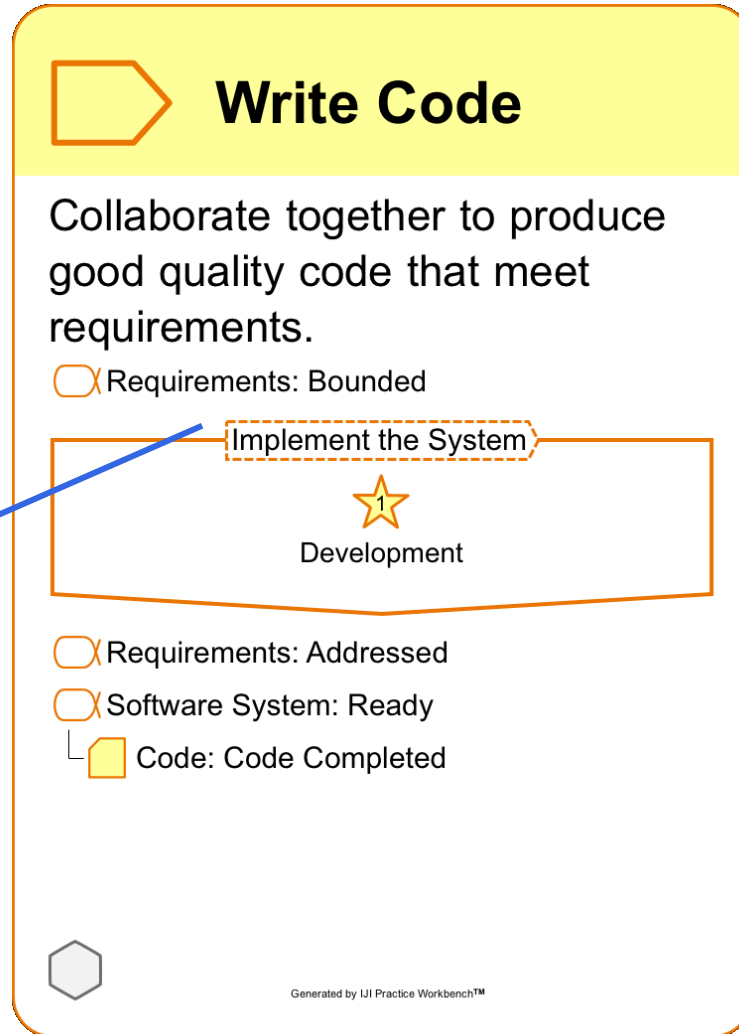 Write Code
Collaborate together to produce
good quality code that meet
requirements.
Requirements: Bounded
Implement the System
1
Development
Requirements: Addressed
Software System: Ready
Code: Code Completed
Generated by IJI Practice Workbench™